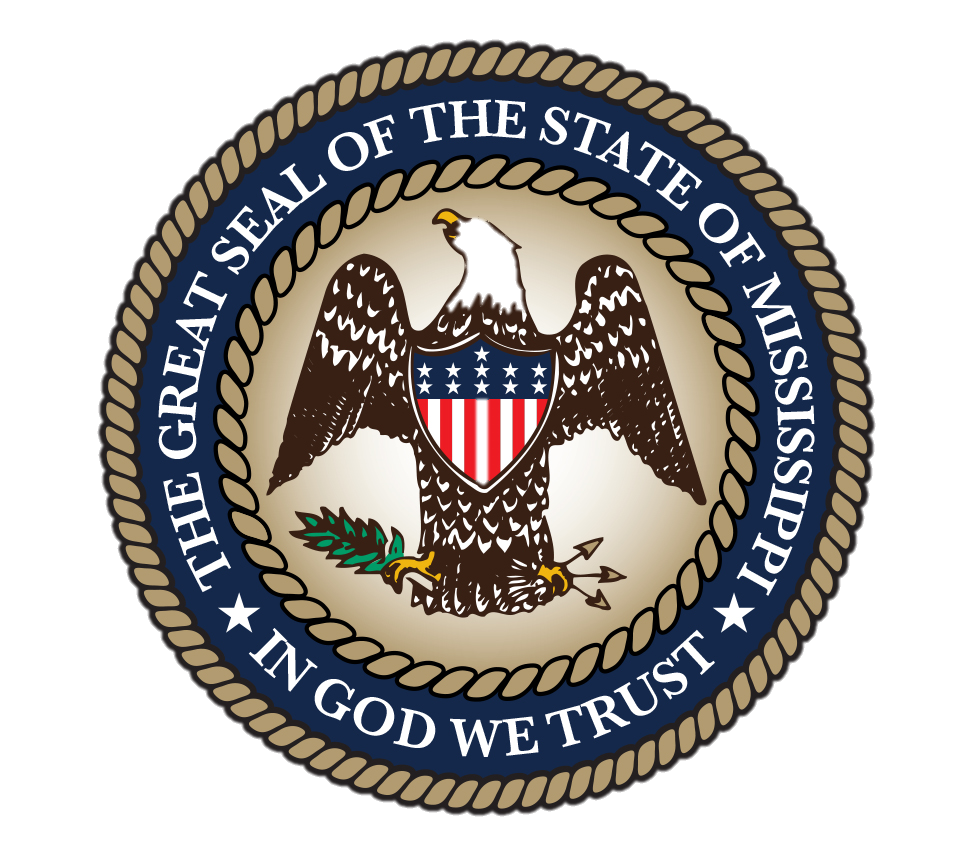 THE GREAT SEAL OF THE STATE OF MISSISSIPPI
IN GOD WE TRUST